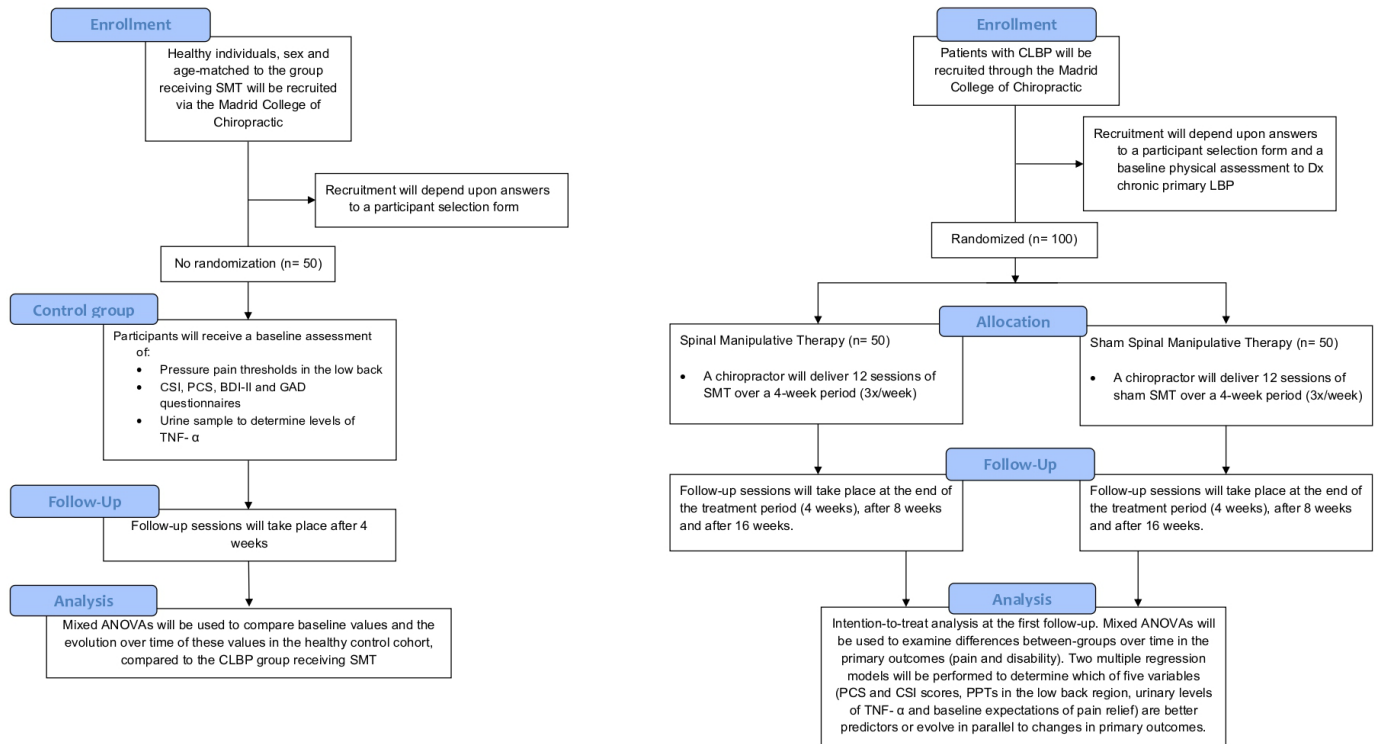 Enrollment
Healthy individuals, sex and
age-matched to the group
receiving SMT will be recruited
via the Madrid College of
Chiropractic
Recruitment will depend upon answers
to a participant selection form
No randomization (n= 50)
Control group
Participants will receive a baseline assessment
of:
• Pressure pain thresholds in the low back
• CSI, PCS, BDI-II and GAD
questionnaires
• Urine sample to determine levels of
TNF- α
Follow-Up
Follow-up sessions will take place after 4
weeks
Analysis
Mixed ANOVAs will be used to compare baseline values and the
evolution over time of these values in the healthy control cohort,
compared to the CLBP group receiving SMT
Enrollment
Patients with CLBP will be
recruited through the Madrid
College of Chiropractic
Recruitment will depend upon answers
to a participant selection form and a
baseline physical assessment to Dx
chronic primary LBP
Randomized (n= 100)
Allocation
Spinal Manipulative Therapy (n= 50)
• A chiropractor will deliver 12 sessions of
SMT over a 4-week period (3x/week)
Sham Spinal Manipulative Therapy (n= 50)
• A chiropractor will deliver 12 sessions of
sham SMT over a 4-week period (3x/week)
Follow-Up
Follow-up sessions will take place at the end of
the treatment period (4 weeks), after 8 weeks
and after 16 weeks.
Follow-up sessions will take place at the end of
the treatment period (4 weeks), after 8 weeks
and after 16 weeks.
Analysis
Intention-to-treat analysis at the first follow-up. Mixed ANOVAs will
be used to examine differences between-groups over time in the
primary outcomes (pain and disability). Two multiple regression
models will be performed to determine which of five variables
(PCS and CSI scores, PPTs in the low back region, urinary levels
of TNF- α and baseline expectations of pain relief) are better
predictors or evolve in parallel to changes in primary outcomes.